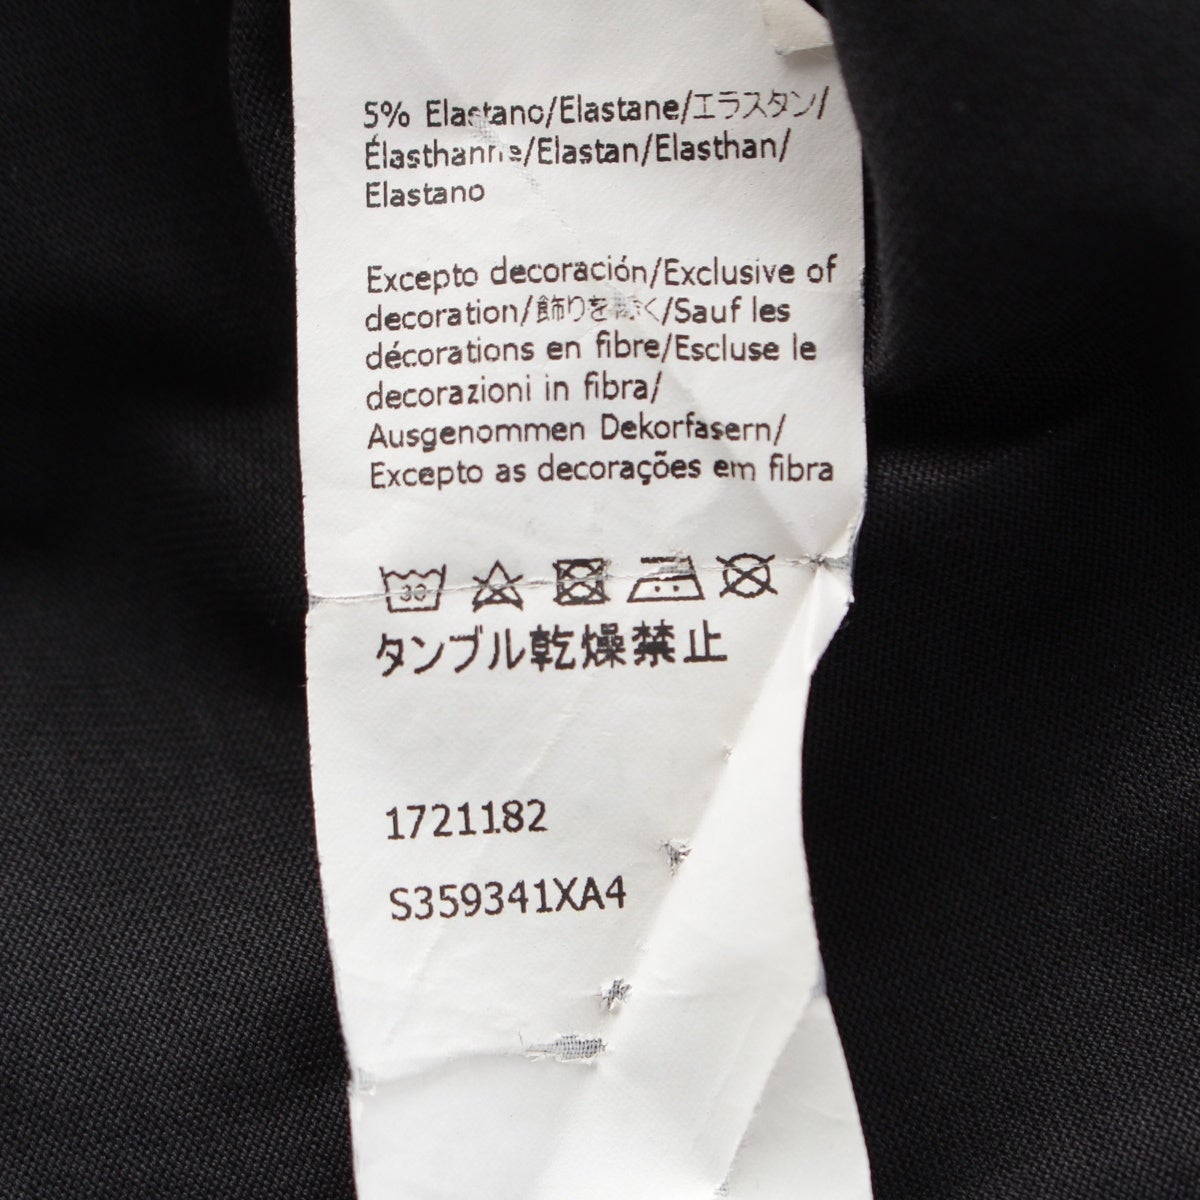 5% Elastano/Elastane/エラスタン/
Élasthanne/Elastan/Elasthan/
Elastano
Excepto decoración/Exclusive of
decoration/飾りを除く/Sauf les
décorations en fibre/Escluse le
decorazioni in fibra/
Ausgenommen Dekorfasern/
Excepto as decorações em fibra
30
タンブル乾燥禁止
1721182
S359341XA4